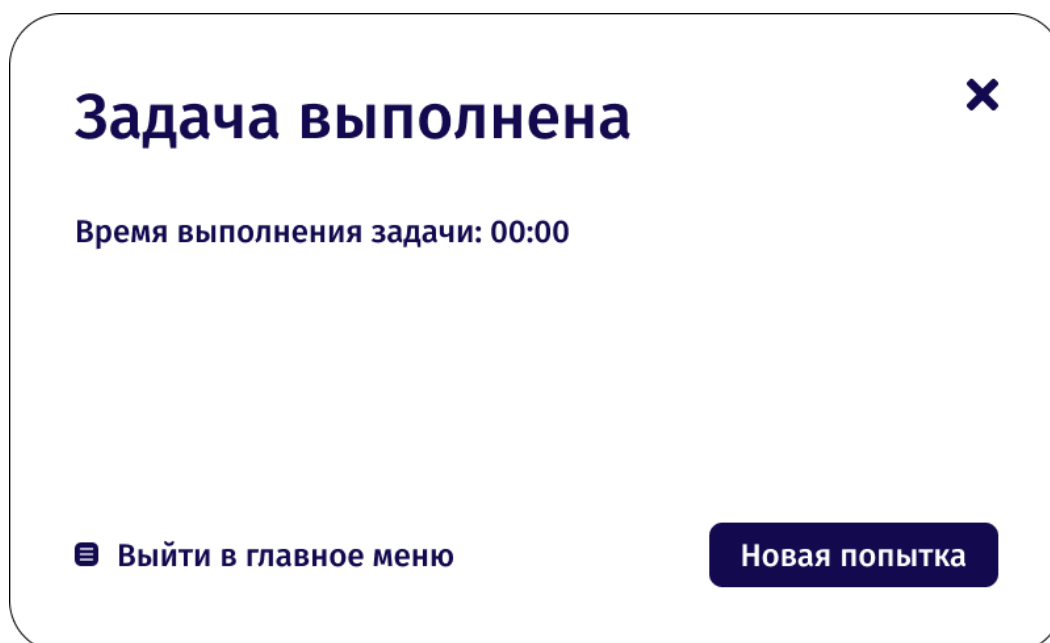 Задача выполнена
Время выполнения задачи: 00:00
Выйти в главное меню
Новая попытка